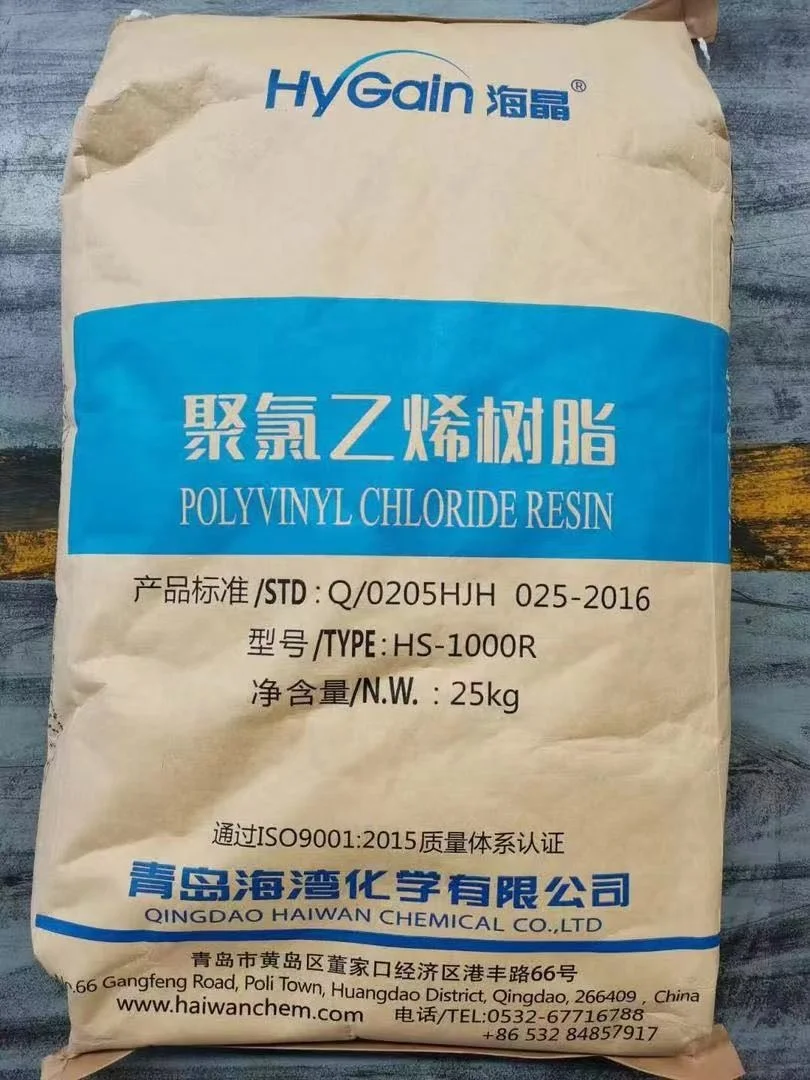 HyGain 海晶®
聚氯乙烯树脂
POLYVINYL CHLORIDE RESIN
产品标准/STD : Q/0205HJH 025-2016
型号/TYPE : HS-1000R
净含量/N.W. : 25kg
通过ISO9001:2015质量体系认证
青岛海湾化学有限公司
QINGDAO HAIWAN CHEMICAL CO.,LTD
青岛市黄岛区董家口经济区港丰路66号
No.66 Gangfeng Road, Poli Town, Huangdao District, Qingdao, 266409 , China
www.haiwanchem.com 电话/TEL:0532-67716788
+86 532 84857917